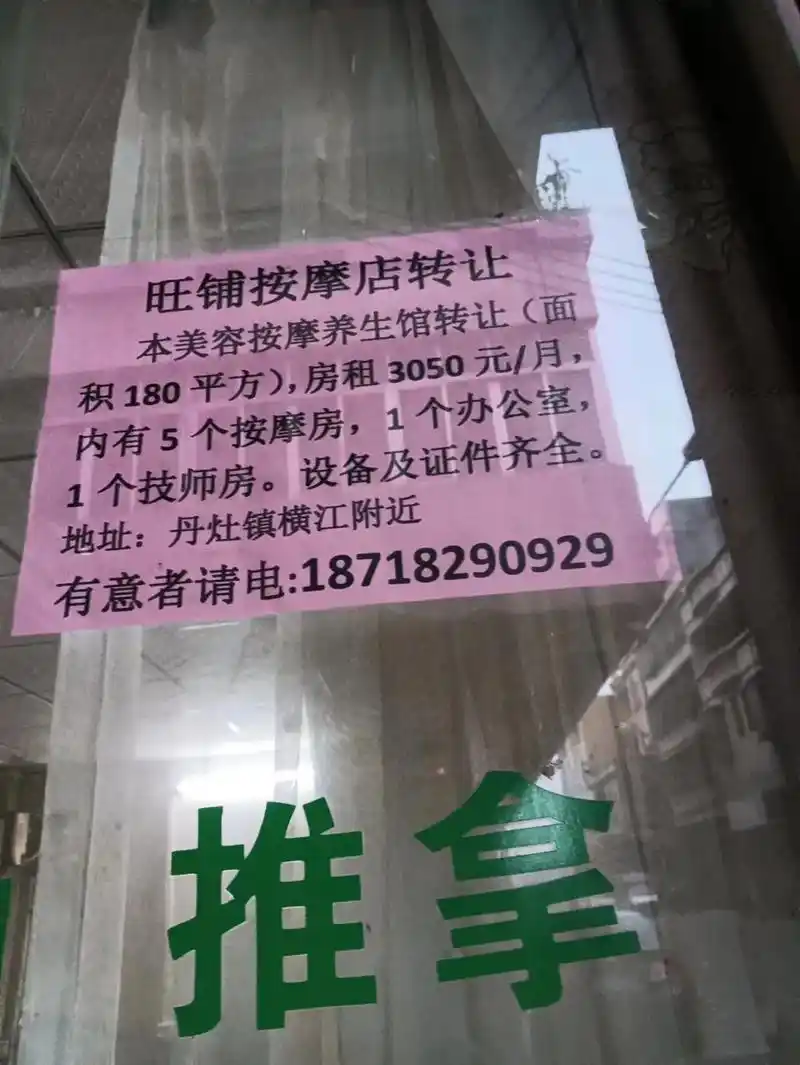 旺铺按摩店转让
本美容按摩养生馆转让（面
积 180 平方），房租 3050 元/月，
内有 5 个按摩房，1 个办公室，
1 个技师房。设备及证件齐全。
地址：丹灶镇横江附近
有意者请电:18718290929
推拿